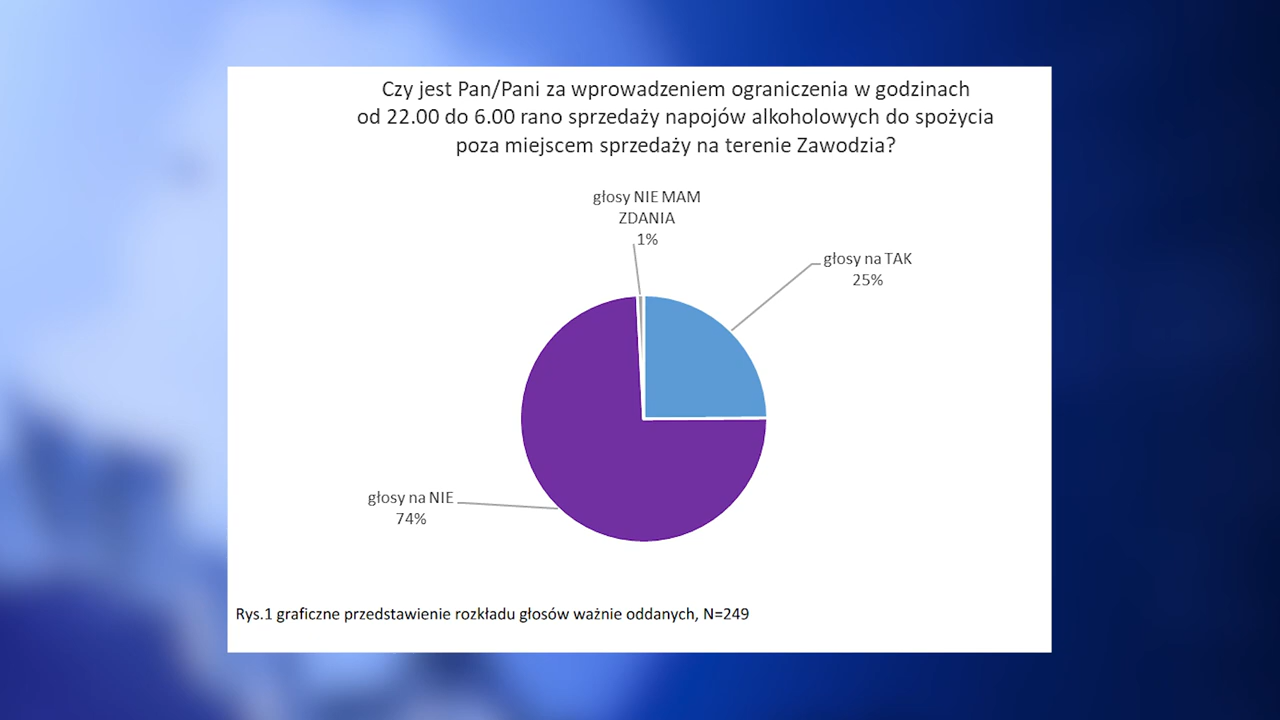 Czy jest Pan/Pani za wprowadzeniem ograniczenia w godzinach
od 22.00 do 6.00 rano sprzedaży napojów alkoholowych do spożycia
poza miejscem sprzedaży na terenie Zawodzia?
głosy NIE MAM
ZDANIA
1%
głosy na TAK
25%
głosy na NIE
74%
Rys.1 graficzne przedstawienie rozkładu głosów ważnie oddanych, N=249